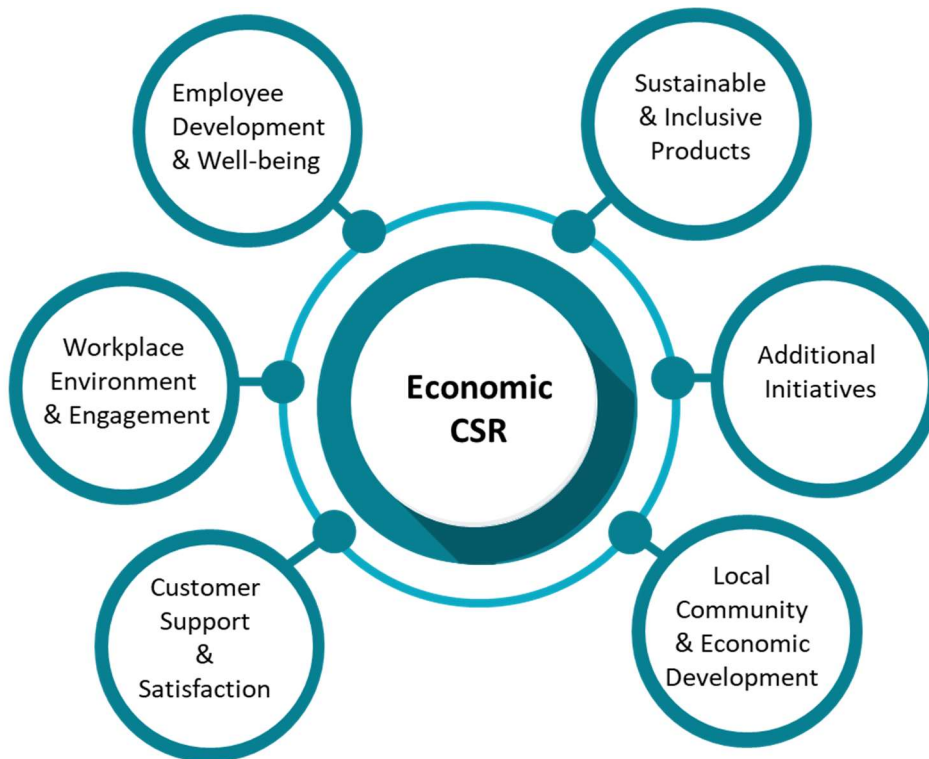 Employee
Development
& Well-being
Sustainable
& Inclusive
Products
Workplace
Environment
& Engagement
Economic
CSR
Additional
Initiatives
Customer
Support
&
Satisfaction
Local
Community
& Economic
Development